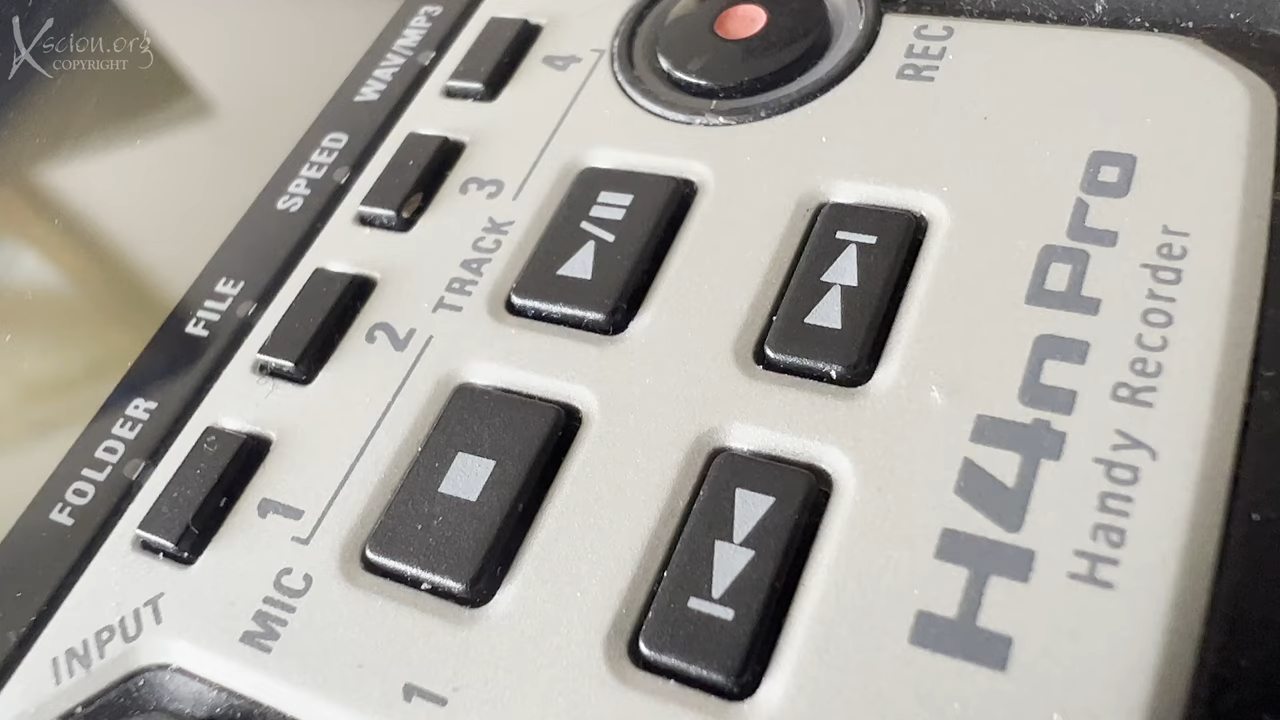 Xscion.org
COPYRIGHT
WAV/MP3
SPEED
FILE
FOLDER
4
3
TRACK
2
1
MIC
INPUT
1
REC
H4nPro
Handy Recorder